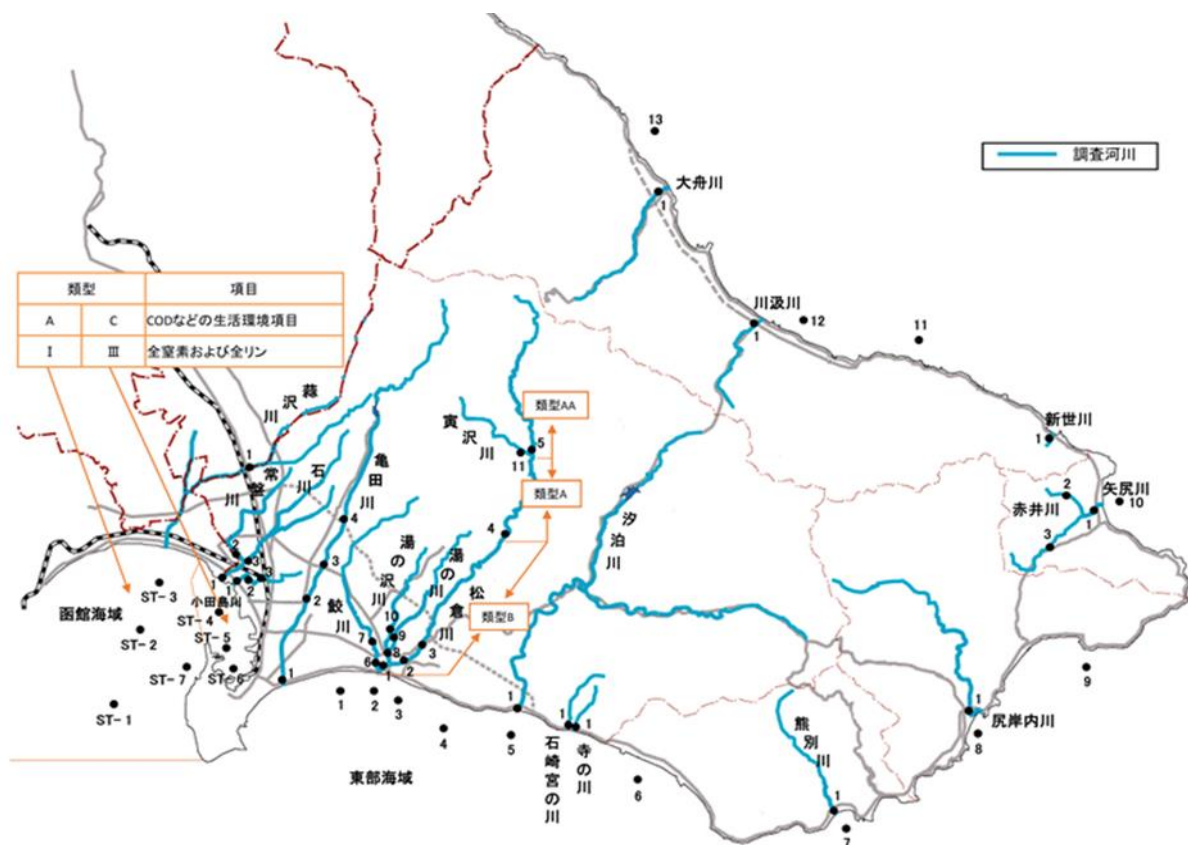 13
調査河川
大舟川
1
類型
項目
A
C
CODなどの生活環境項目
Ⅰ
Ⅲ
全窒素および全リン
川汲川
1
12
11
蒜沢川
1
常盤川
石川
亀田川
寅沢川
類型AA
5
11
類型A
新世川
1
2
赤井川
矢尻川
1
10
3
4
4
3
2
湯の沢川
湯の川
松倉川
汐泊川
類型B
2
3
3
1
1
2
小田島川
函館海域
ST-3
ST-4
ST-2
ST-5
ST-7
ST-6
ST-1
鮫川
10
9
7
8
6
1
2
3
1
1
2
3
4
5
1
1
1
石崎宮の川
寺の川
6
東部海域
熊別川
1
7
尻岸内川
1
8
9